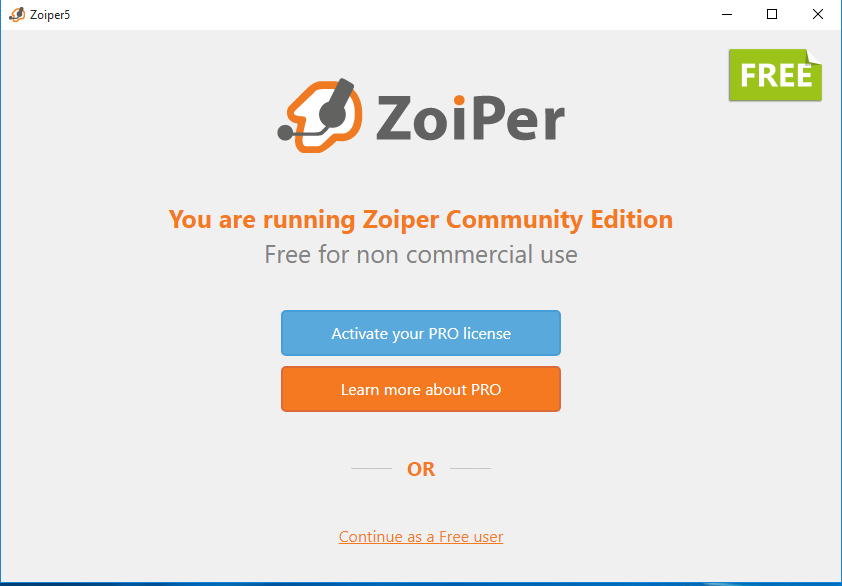 Zoiper5
FREE
ZoiPer
You are running Zoiper Community Edition
Free for non commercial use
Activate your PRO license
Learn more about PRO
OR
Continue as a Free user